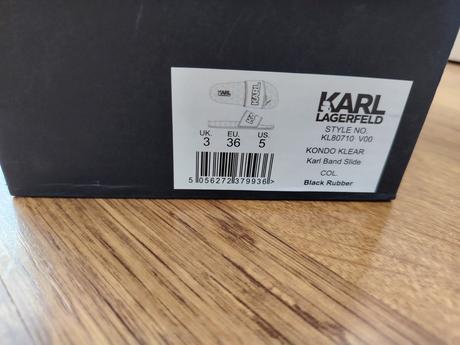 KARL
LAGERFELD
STYLE NO.
KL80710 V00
KONDO KLEAR
Karl Band Slide
COL.
Black Rubber
KARL
UK. EU. US.
3 36 5
5 056272 379936 >